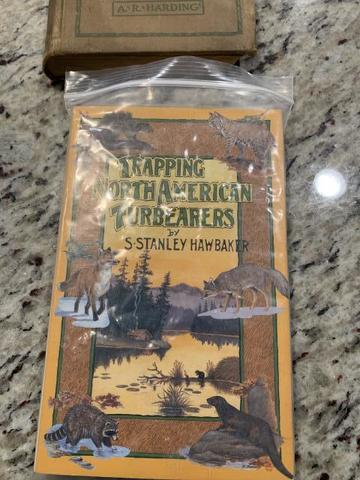 A.R. HARDING
TRAPPING
NORTH AMERICAN
FURBEARERS
BY
S. STANLEY HAWBAKER